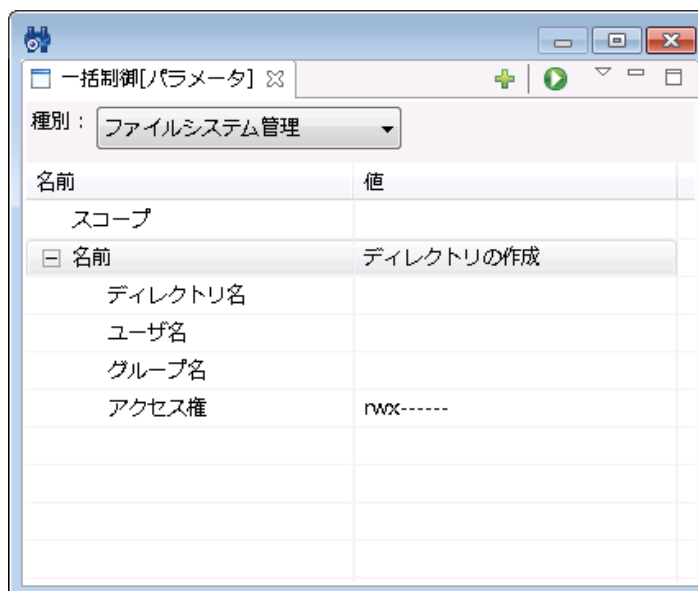 一括制御[パラメータ]
種別：ファイルシステム管理
名前 値
スコープ
名前 ディレクトリの作成
ディレクトリ名
ユーザ名
グループ名
アクセス権 rwx------